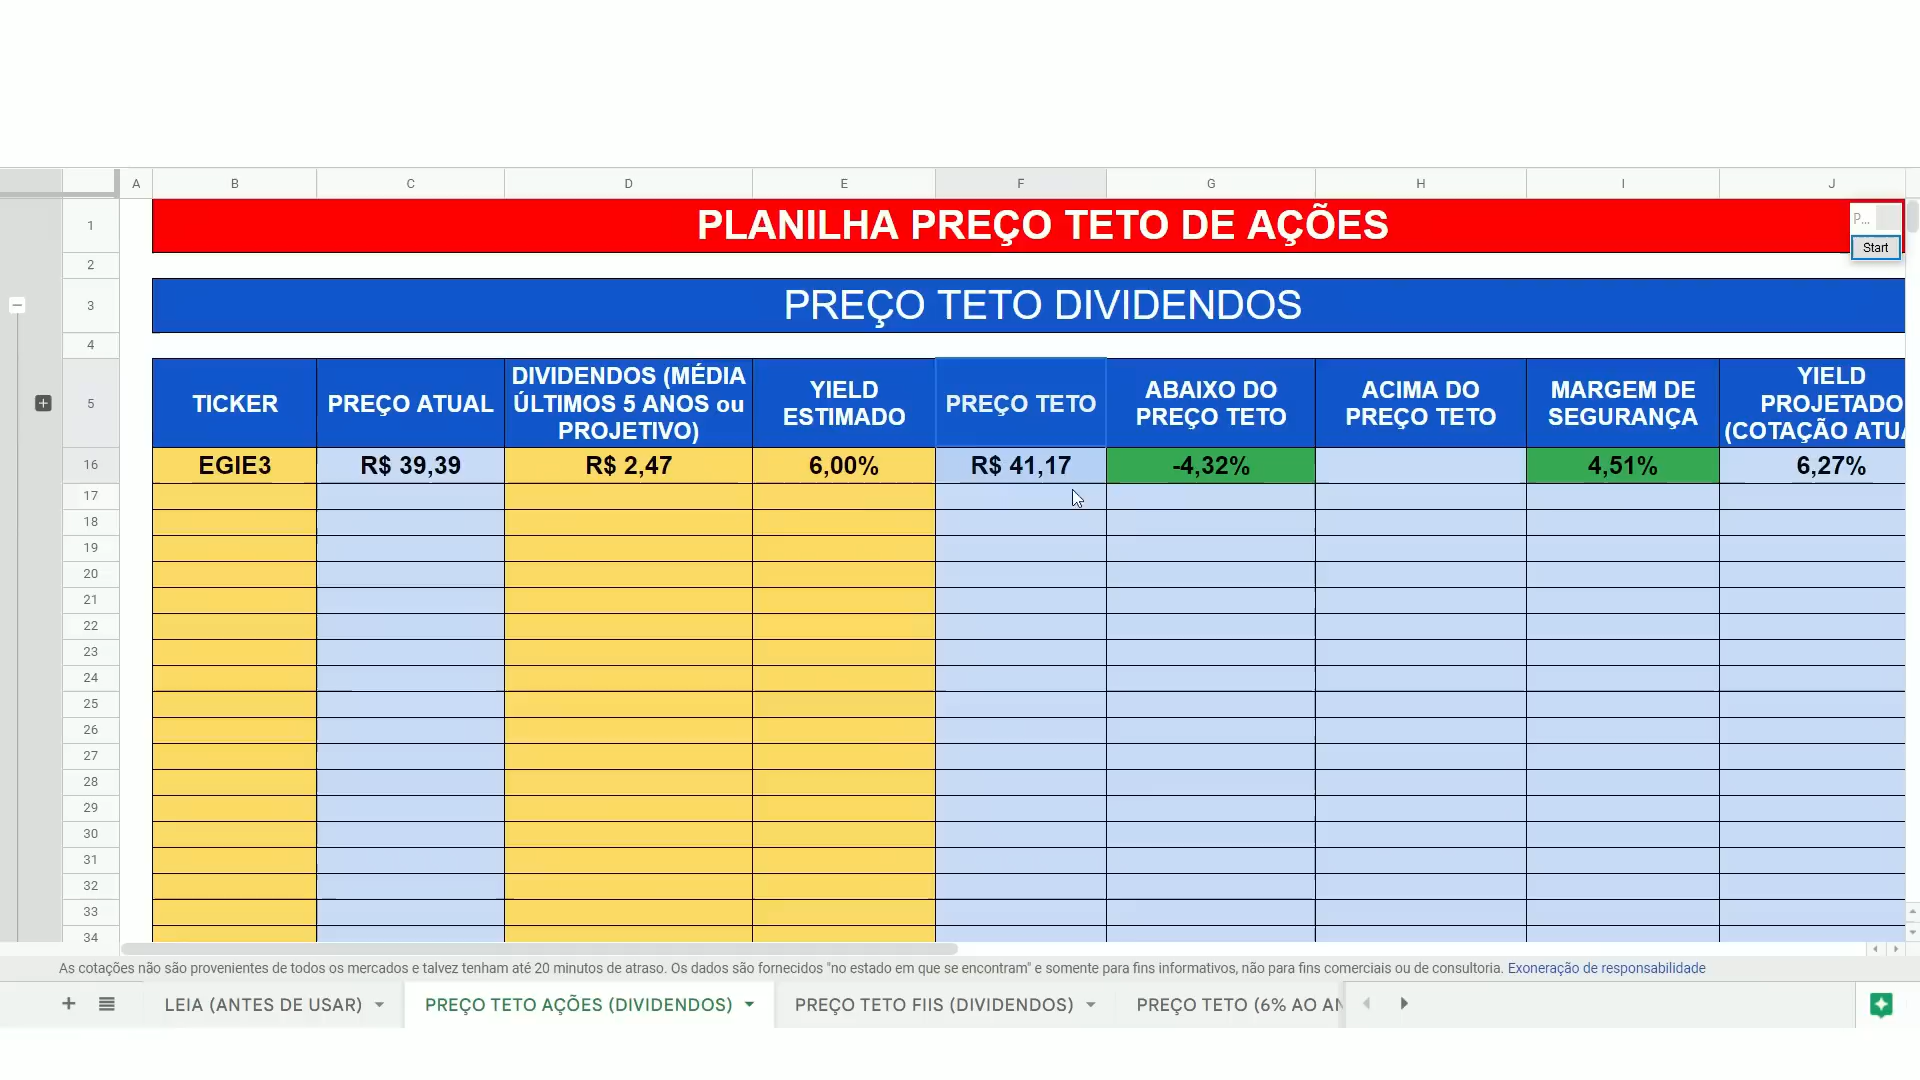 A B C D E F G H I J
1 PLANILHA PREÇO TETO DE AÇÕES P...
Start
2
3 PREÇO TETO DIVIDENDOS
4
5 TICKER PREÇO ATUAL DIVIDENDOS (MÉDIA ÚLTIMOS 5 ANOS ou PROJETIVO) YIELD ESTIMADO PREÇO TETO ABAIXO DO PREÇO TETO ACIMA DO PREÇO TETO MARGEM DE SEGURANÇA YIELD PROJETADO (COTAÇÃO ATUA
16 EGIE3 R$ 39,39 R$ 2,47 6,00% R$ 41,17 -4,32% 4,51% 6,27%
17
18
19
20
21
22
23
24
25
26
27
28
29
30
31
32
33
34
As cotações não são provenientes de todos os mercados e talvez tenham até 20 minutos de atraso. Os dados são fornecidos "no estado em que se encontram" e somente para fins informativos, não para fins comerciais ou de consultoria. Exoneração de responsabilidade
LEIA (ANTES DE USAR) PREÇO TETO AÇÕES (DIVIDENDOS) PREÇO TETO FIIS (DIVIDENDOS) PREÇO TETO (6% AO AN